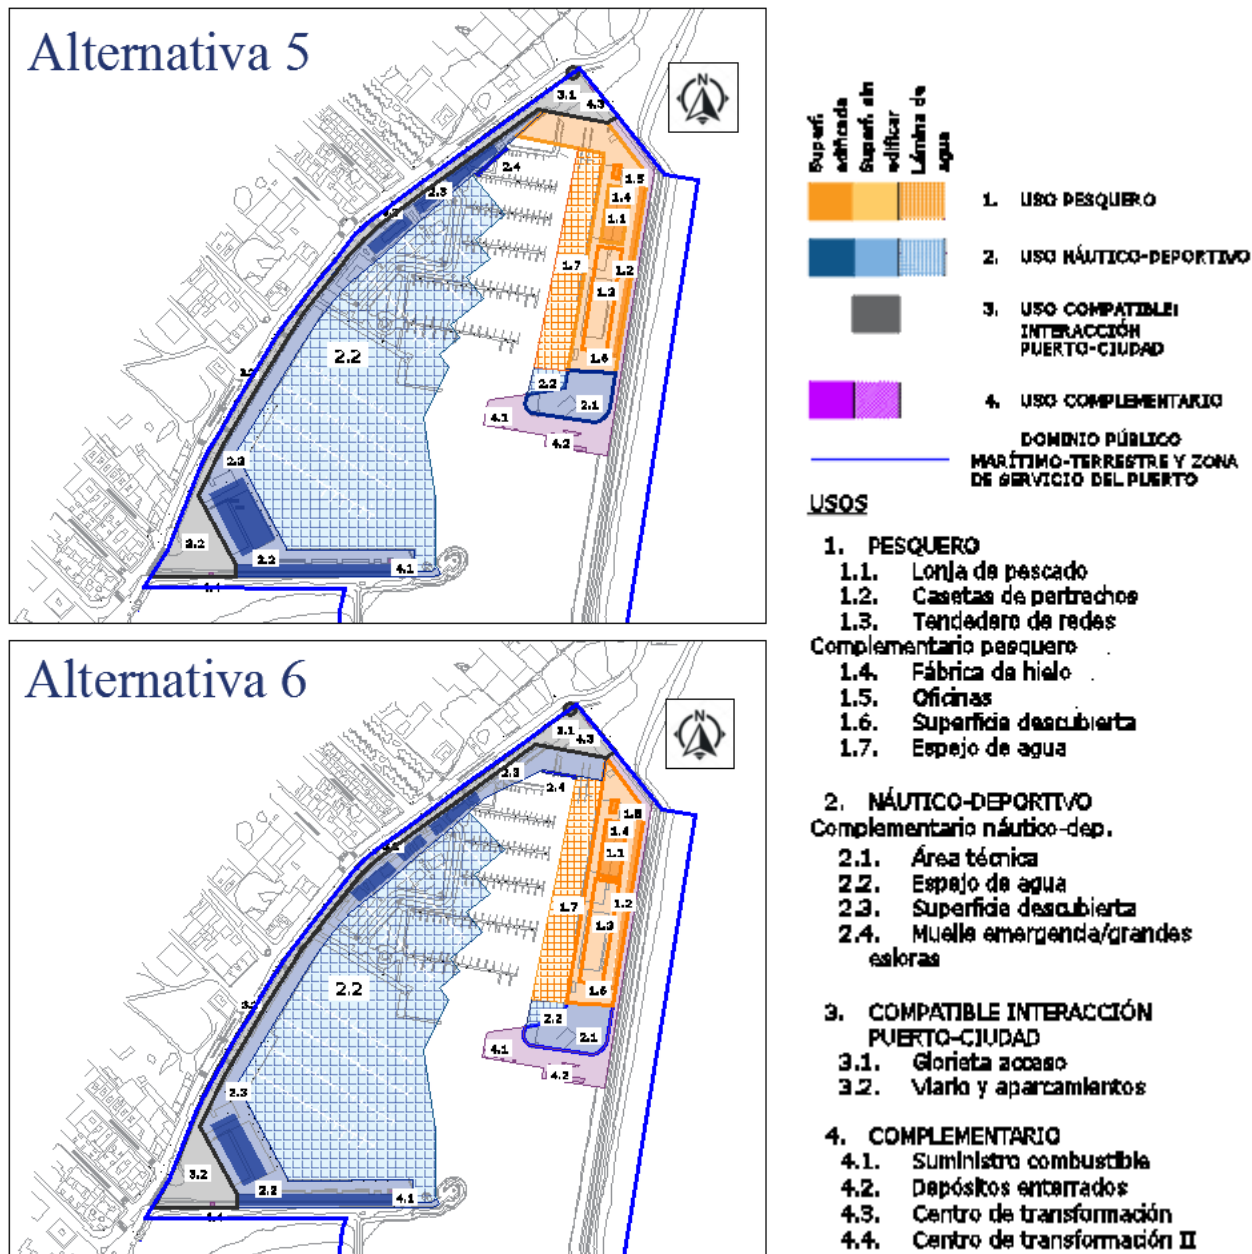 Alternativa 5
N
3.1
4.3
2.4
1.5
2.3
1.4
1.1
1.7
1.2
1.3
2.2
1.6
2.2
2.1
4.1
4.2
2.3
3.2
2.2
4.1
4.4
Alternativa 6
N
3.1
4.3
2.3
2.4
1.4
1.1
1.7
1.2
1.3
2.2
1.6
2.2
2.1
4.1
4.2
2.3
3.2
2.2
4.1
4.4
Superf. edificada
Superf. sin edificar
Lámina de agua
1. USO PESQUERO
2. USO NÁUTICO-DEPORTIVO
3. USO COMPATIBLE:
INTERACCIÓN
PUERTO-CIUDAD
4. USO COMPLEMENTARIO
DOMINIO PÚBLICO
MARÍTIMO-TERRESTRE Y ZONA
DE SERVICIO DEL PUERTO
USOS
1. PESQUERO
1.1. Lonja de pescado
1.2. Casetas de pertrechos
1.3. Tendedero de redes
Complementario pesquero
1.4. Fábrica de hielo
1.5. Oficinas
1.6. Superficie descubierta
1.7. Espejo de agua
2. NÁUTICO-DEPORTIVO
Complementario náutico-dep.
2.1. Área técnica
2.2. Espejo de agua
2.3. Superficie descubierta
2.4. Muelle emergencia/grandes
esloras
3. COMPATIBLE INTERACCIÓN
PUERTO-CIUDAD
3.1. Glorieta acceso
3.2. Viario y aparcamientos
4. COMPLEMENTARIO
4.1. Suministro combustible
4.2. Depósitos enterrados
4.3. Centro de transformación
4.4. Centro de transformación II